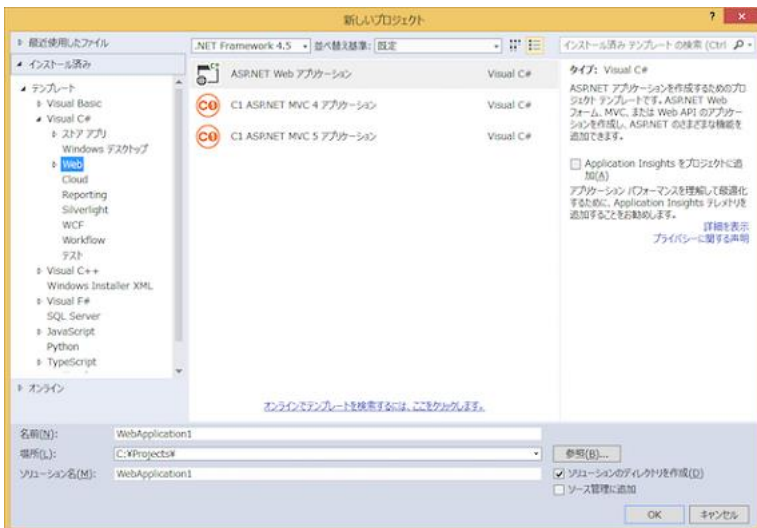 新しいプロジェクト
? ×
最近使用したファイル
.NET Framework 4.5 並べ替え基準: 既定
インストール済み テンプレート の検索 (Ctrl
インストール済み
テンプレート
Visual Basic
Visual C#
ストア アプリ
Windows デスクトップ
Web
Cloud
Reporting
Silverlight
WCF
Workflow
テスト
Visual C++
Windows Installer XML
Visual F#
SQL Server
JavaScript
Python
TypeScript
オンライン
ASP.NET Web アプリケーション Visual C#
C1 ASP.NET MVC 4 アプリケーション Visual C#
C1 ASP.NET MVC 5 アプリケーション Visual C#
オンラインでテンプレートを検索するには、ここをクリックします。
タイプ: Visual C#
ASP.NET アプリケーションを作成するためのプロ
ジェクト テンプレートです。ASP.NET Web
フォーム、MVC、または Web API のアプリケー
ションを作成し、ASP.NET のさまざまな機能を
追加できます。
Application Insights をプロジェクトに追
加(A)
アプリケーション パフォーマンスを理解して最適化
するために、Application Insights テレメトリを
追加することをお勧めします。
詳細を表示
プライバシーに関する声明
名前(N): WebApplication1
場所(L): C:¥Projects¥ 参照(B)...
ソリューション名(M): WebApplication1
ソリューションのディレクトリを作成(D)
ソース管理に追加
OK キャンセル